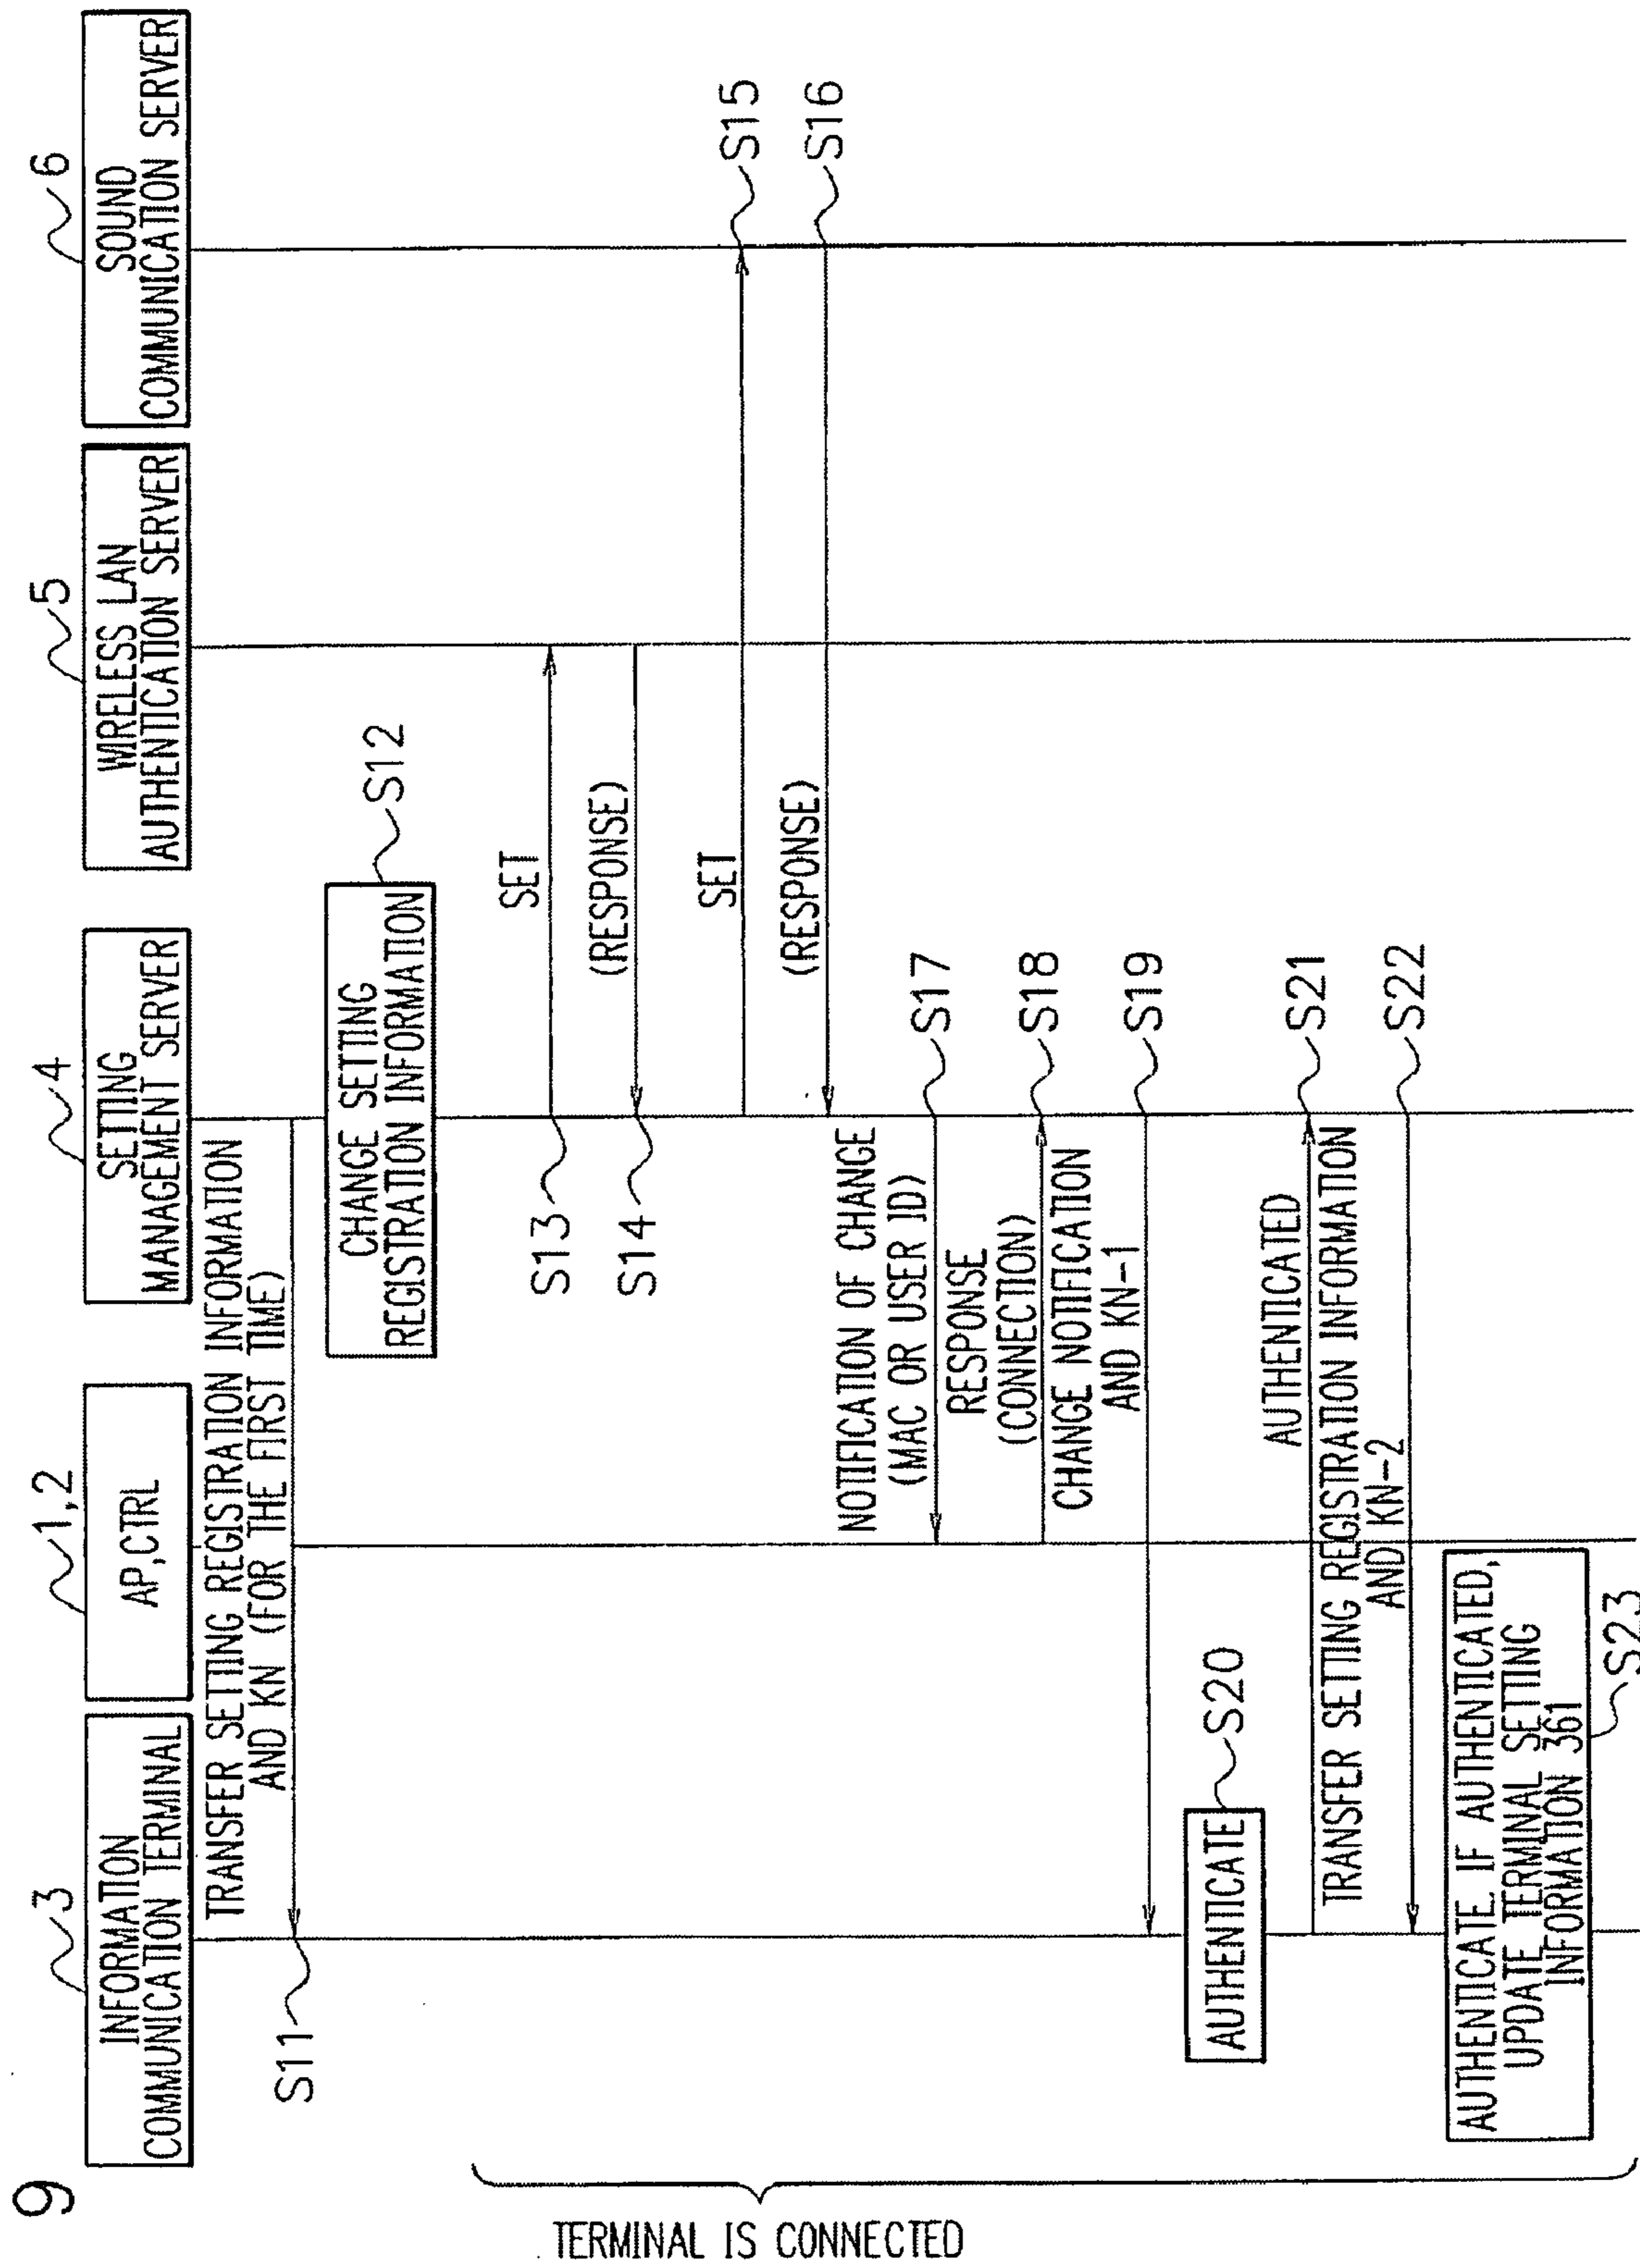 9
3
1,2
4
5
6
INFORMATION
COMMUNICATION TERMINAL
AP,CTRL
SETTING
MANAGEMENT SERVER
WIRELESS LAN
AUTHENTICATION SERVER
SOUND
COMMUNICATION SERVER
TRANSFER SETTING REGISTRATION INFORMATION
AND KN (FOR THE FIRST TIME)
S11
CHANGE SETTING
REGISTRATION INFORMATION
S12
SET
S13
(RESPONSE)
S14
SET
S15
(RESPONSE)
S16
NOTIFICATION OF CHANGE
(MAC OR USER ID)
S17
RESPONSE
(CONNECTION)
S18
CHANGE NOTIFICATION
AND KN-1
S19
AUTHENTICATE
S20
AUTHENTICATED
S21
TRANSFER SETTING REGISTRATION INFORMATION
AND KN-2
S22
AUTHENTICATE. IF AUTHENTICATED,
UPDATE TERMINAL SETTING
INFORMATION 361
S23
TERMINAL IS CONNECTED